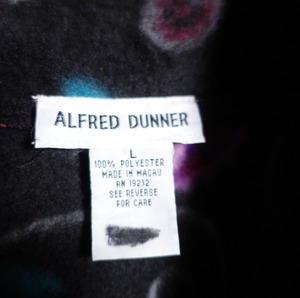 ALFRED DUNNER
L
100% POLYESTER
MADE IN MACAU
RN 19232
SEE REVERSE
FOR CARE